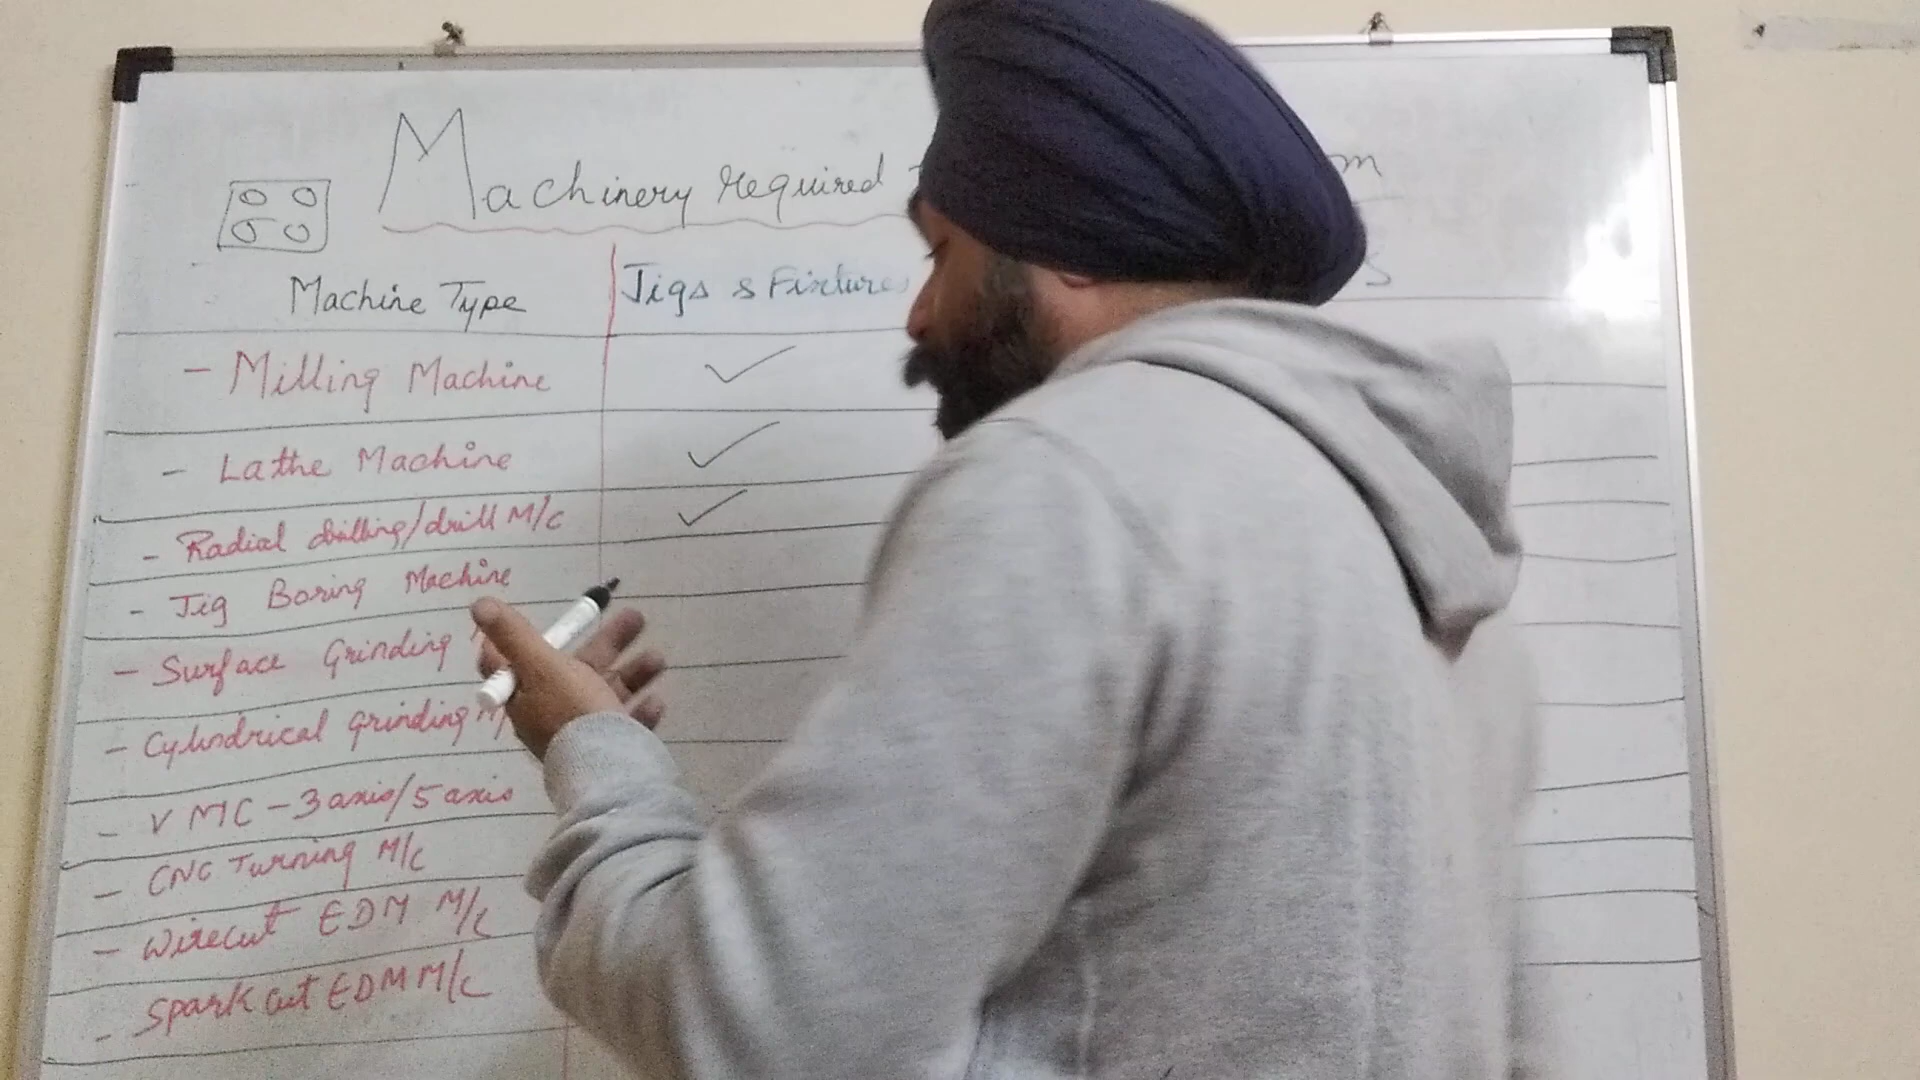 Machinery required
Machine Type
Jigs & Fixtures
- Milling Machine
- Lathe Machine
- Radial drilling/drill M/C
- Jig Boring Machine
- Surface Grinding
- Cylindrical grinding
- VMC - 3 axis/5 axis
- CNC Turning M/C
- Wirecut EDM M/C
- Spark cut EDM M/C